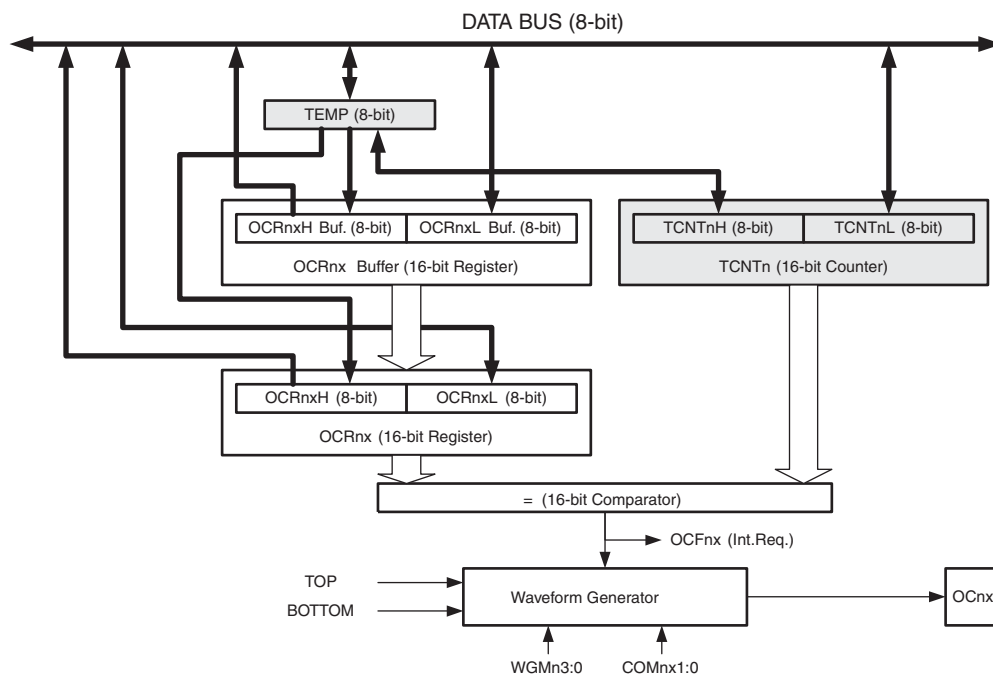 DATA BUS (8-bit)
TEMP (8-bit)
OCRnxH Buf. (8-bit)
OCRnxL Buf. (8-bit)
OCRnx Buffer (16-bit Register)
TCNTnH (8-bit)
TCNTnL (8-bit)
TCNTn (16-bit Counter)
OCRnxH (8-bit)
OCRnxL (8-bit)
OCRnx (16-bit Register)
= (16-bit Comparator)
OCFnx (Int.Req.)
TOP
BOTTOM
Waveform Generator
OCnx
WGMn3:0
COMnx1:0